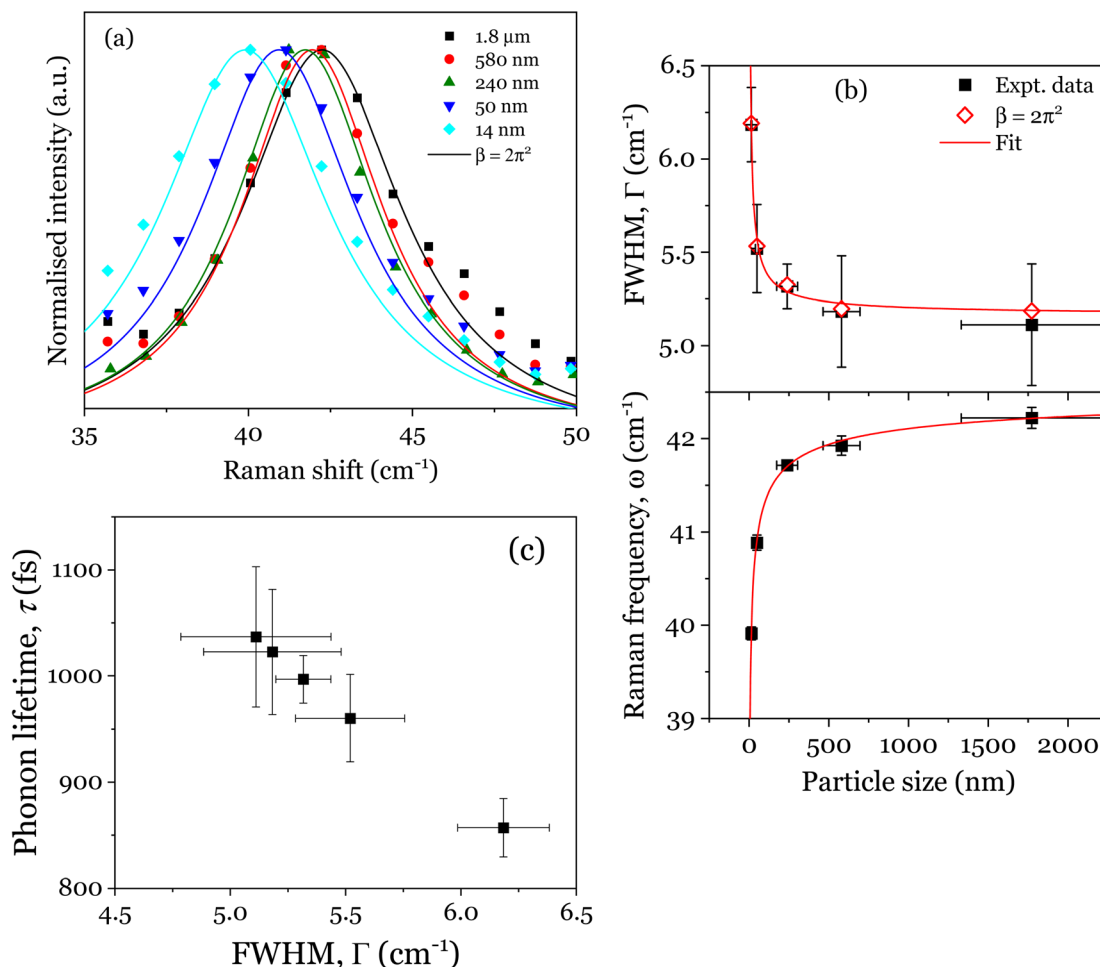 (a)
1.8 µm
580 nm
240 nm
50 nm
14 nm
β = 2π²
Normalised intensity (a.u.)
35 40 45 50
Raman shift (cm⁻¹)
(b)
Expt. data
β = 2π²
Fit
FWHM, Γ (cm⁻¹)
6.5
6.0
5.5
5.0
Raman frequency, ω (cm⁻¹)
42
41
40
39
0 500 1000 1500 2000
Particle size (nm)
(c)
Phonon lifetime, τ (fs)
1100
1000
900
800
4.5 5.0 5.5 6.0 6.5
FWHM, Γ (cm⁻¹)